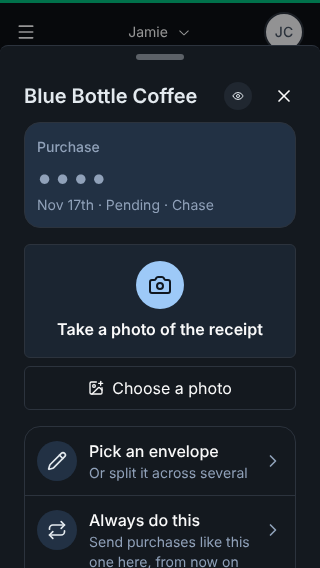 Jamie
JC
Blue Bottle Coffee
Purchase
••••
Nov 17th · Pending · Chase
Take a photo of the receipt
Choose a photo
Pick an envelope
Or split it across several
Always do this
Send purchases like this
one here, from now on